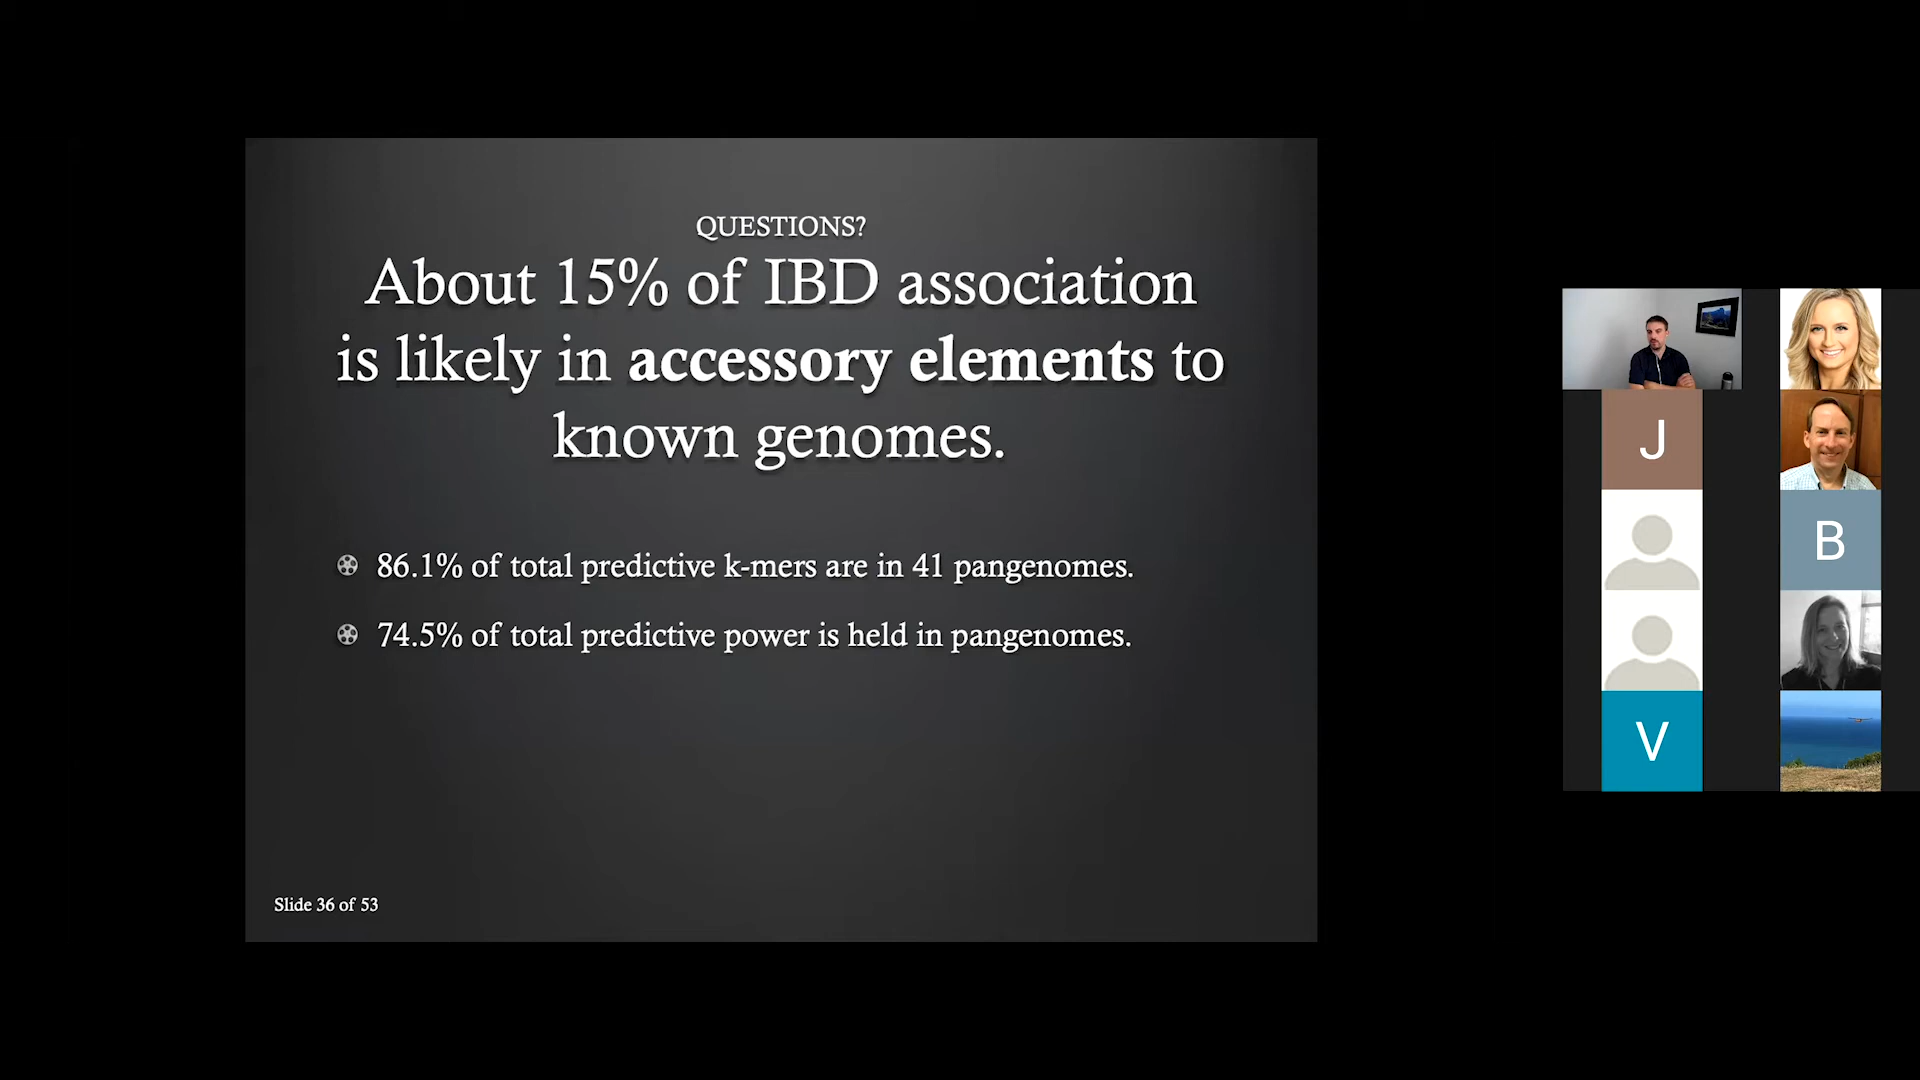 QUESTIONS?
About 15% of IBD association
is likely in accessory elements to
known genomes.
86.1% of total predictive k-mers are in 41 pangenomes.
74.5% of total predictive power is held in pangenomes.
Slide 36 of 53
J
B
V